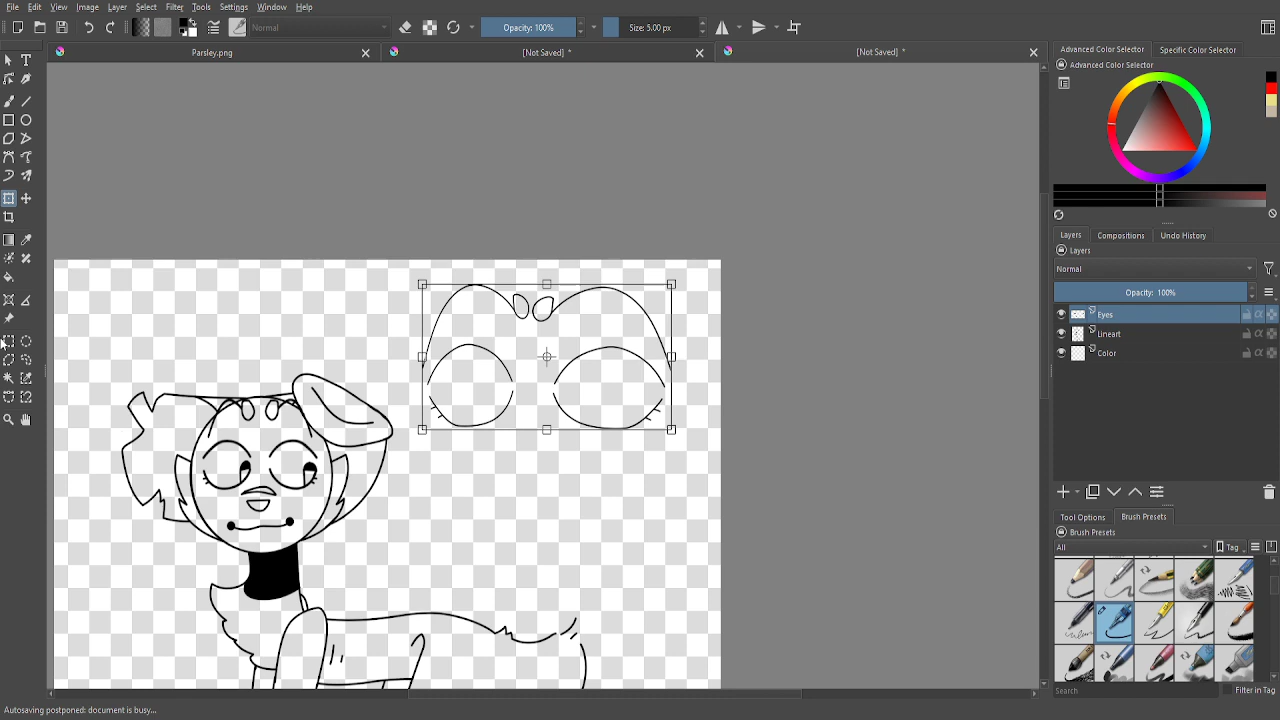 File Edit View Image Layer Select Filter Tools Settings Window Help
Normal Opacity: 100% Size: 5.00 px
Parsley.png [Not Saved] * [Not Saved] *
Advanced Color Selector Specific Color Selector
Advanced Color Selector
Layers Compositions Undo History
Layers
Normal
Opacity: 100%
Eyes
Lineart
Color
Tool Options Brush Presets
Brush Presets
All Tag
Search Filter in Tag
Autosaving postponed: document is busy...